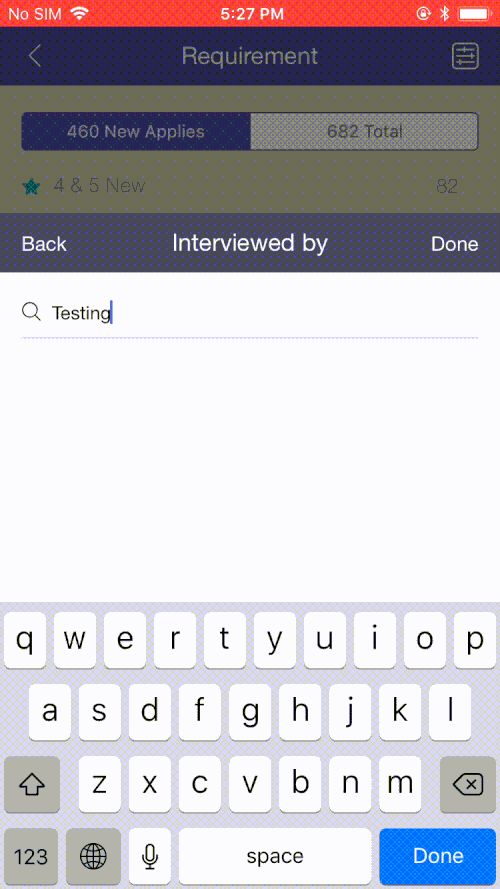 No SIM 5:27 PM
Requirement
460 New Applies 682 Total
4 & 5 New 82
Back Interviewed by Done
Testing
q w e r t y u i o p
a s d f g h j k l
z x c v b n m
123 space Done